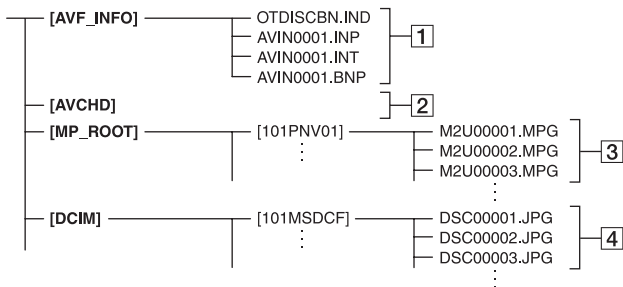 [AVF_INFO] OTDISCBN.IND
AVIN0001.INP
AVIN0001.INT
AVIN0001.BNP
1
[AVCHD] 2
[MP_ROOT] [101PNV01] M2U00001.MPG
M2U00002.MPG
M2U00003.MPG
3
[DCIM] [101MSDCF] DSC00001.JPG
DSC00002.JPG
DSC00003.JPG
4